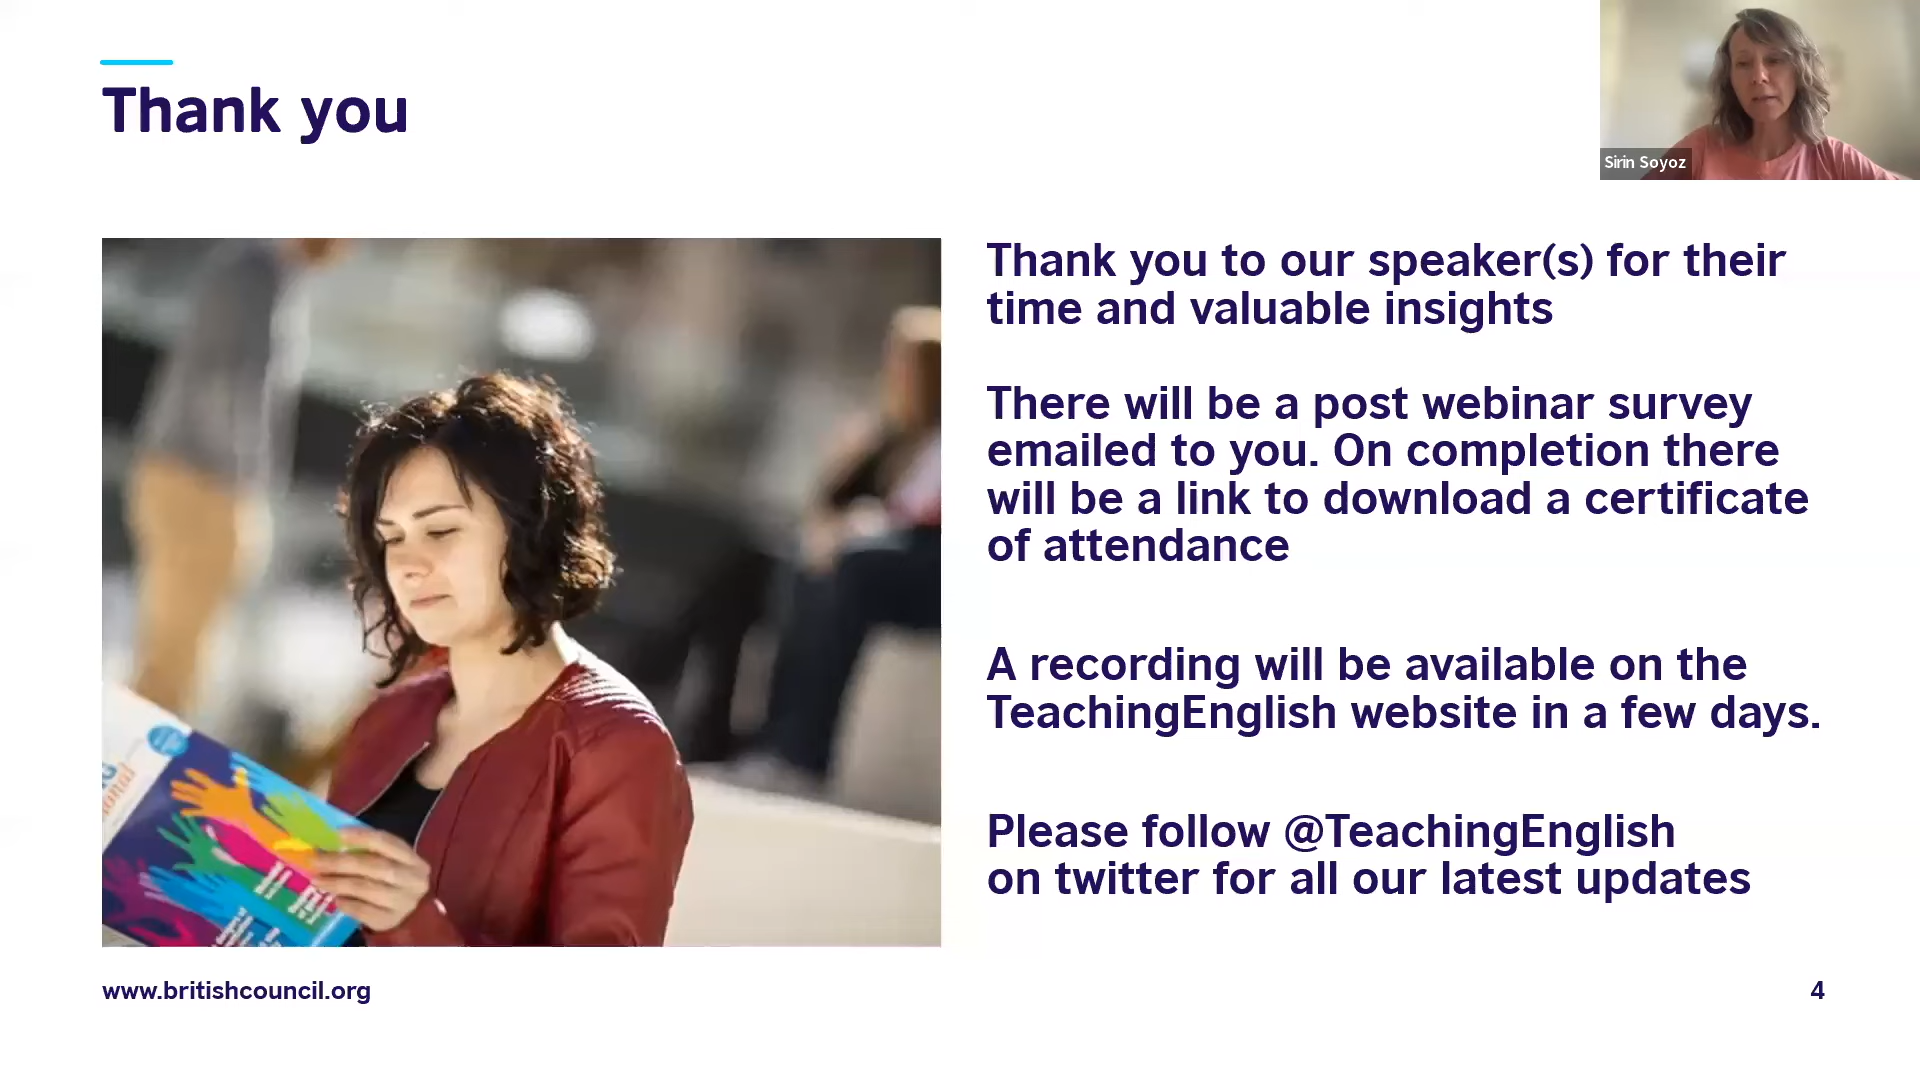 Thank you
Sirin Soyoz
Thank you to our speaker(s) for their
time and valuable insights
There will be a post webinar survey
emailed to you. On completion there
will be a link to download a certificate
of attendance
A recording will be available on the
TeachingEnglish website in a few days.
Please follow @TeachingEnglish
on twitter for all our latest updates
www.britishcouncil.org
4